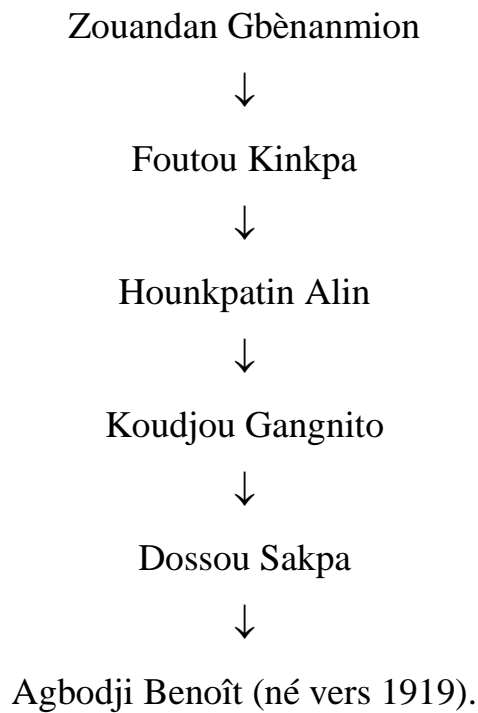 Zouandan Gbènanmion
↓
Foutou Kinkpa
↓
Hounkpatin Alin
↓
Koudjou Gangnito
↓
Dossou Sakpa
↓
Agbodji Benoît (né vers 1919).